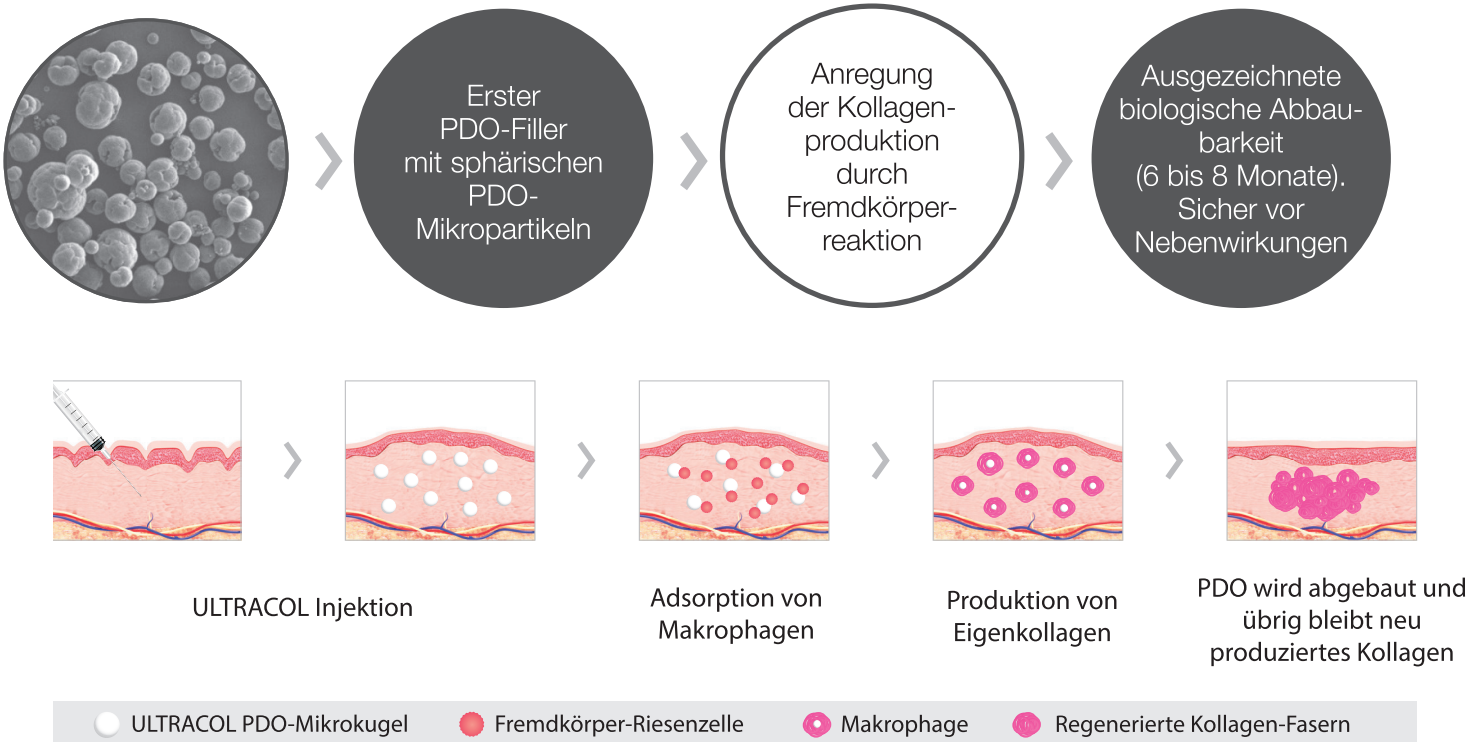 Erster
PDO-Filler
mit sphärischen
PDO-
Mikropartikeln
Anregung
der Kollagen-
produktion
durch
Fremdkörper-
reaktion
Ausgezeichnete
biologische Abbau-
barkeit
(6 bis 8 Monate).
Sicher vor
Nebenwirkungen
ULTRACOL Injektion
Adsorption von
Makrophagen
Produktion von
Eigenkollagen
PDO wird abgebaut und
übrig bleibt neu
produziertes Kollagen
ULTRACOL PDO-Mikrokugel
Fremdkörper-Riesenzelle
Makrophage
Regenerierte Kollagen-Fasern